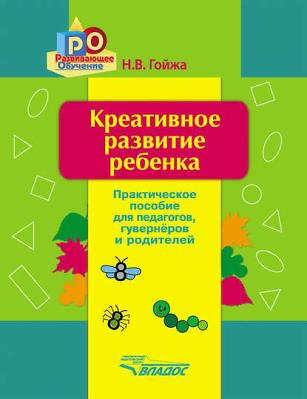 РО
Развивающее
Обучение
Н.В. Гойжа
Креативное
развитие
ребенка
Практическое
пособие
для педагогов,
гувернёров
и родителей
ВЛАДОС